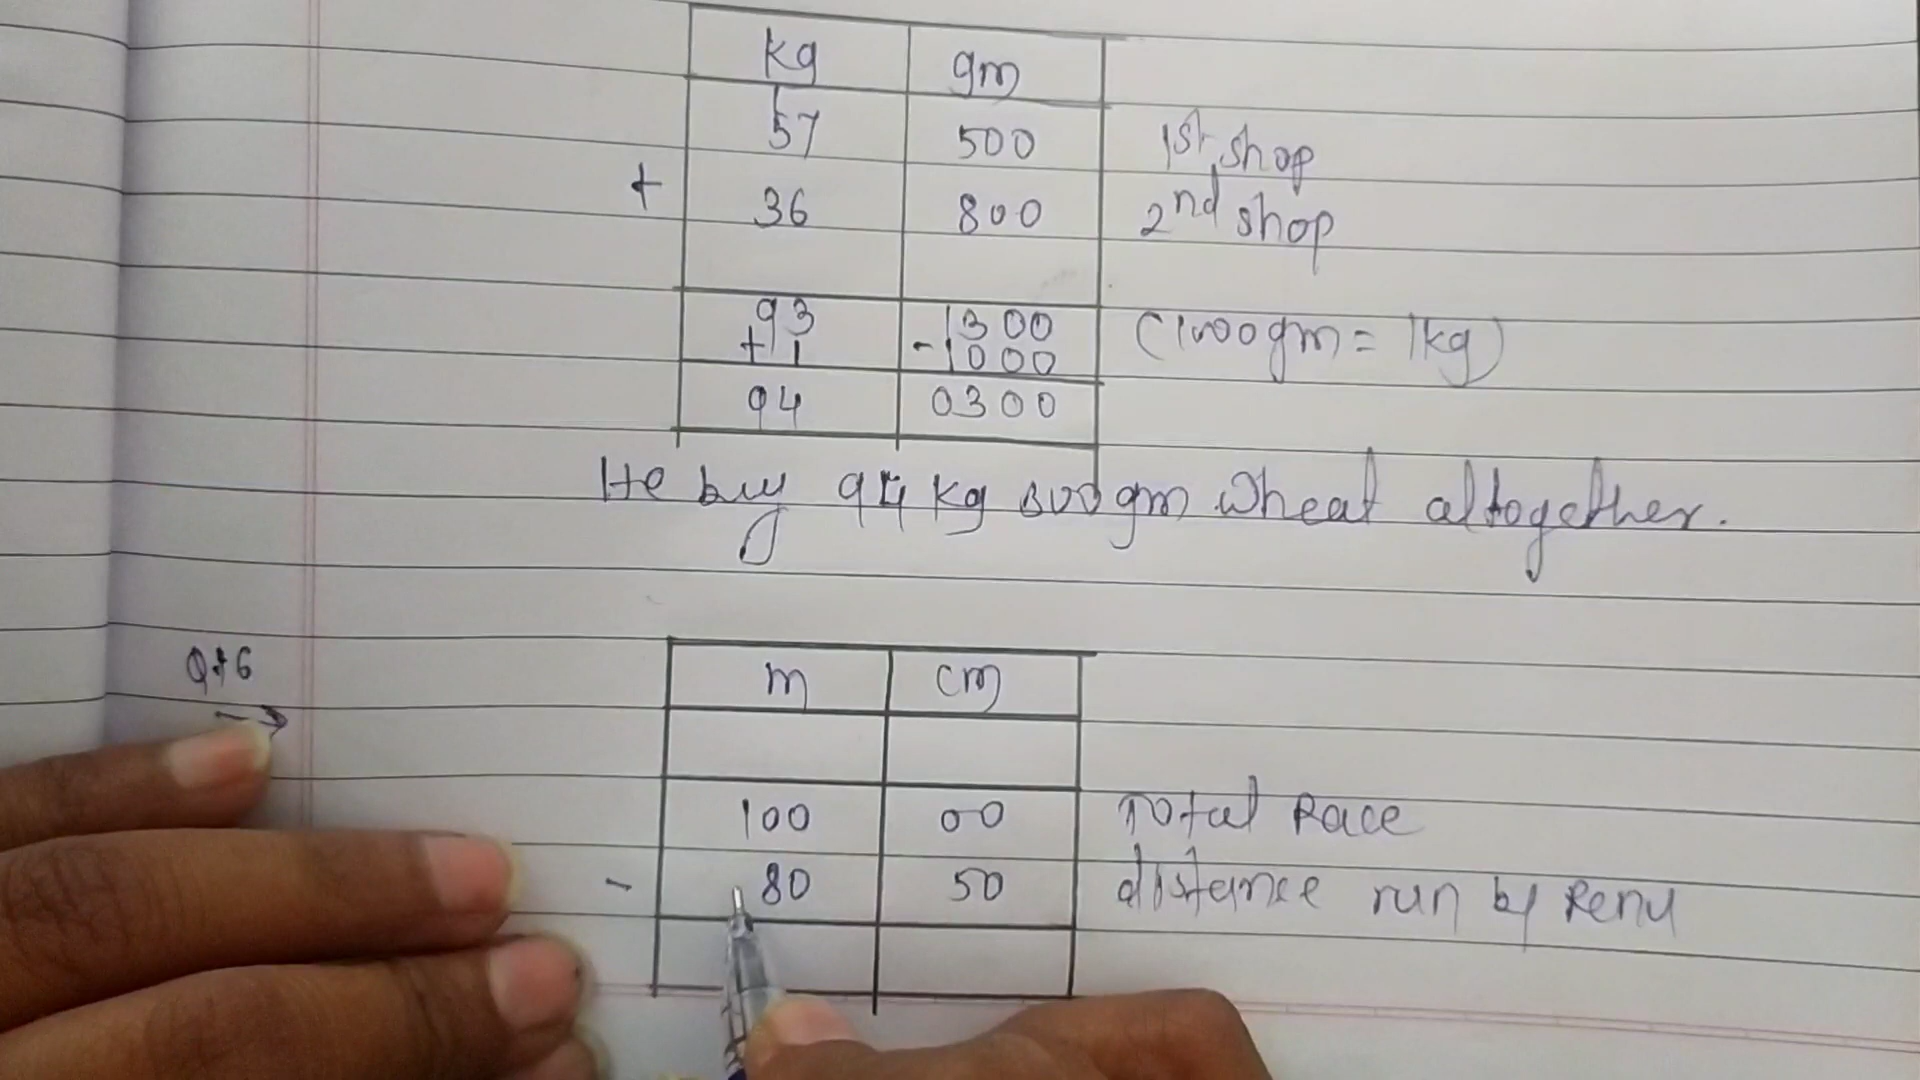 kg gm
57 500 1st shop
+ 36 800 2nd shop
93 1300 (1000gm = 1kg)
+ 1 -1000
94 0300
He buy 94 kg 300 gm wheat altogether.
Q+6
→
m cm
100 00 Total Race
- 80 50 distance run by Renu